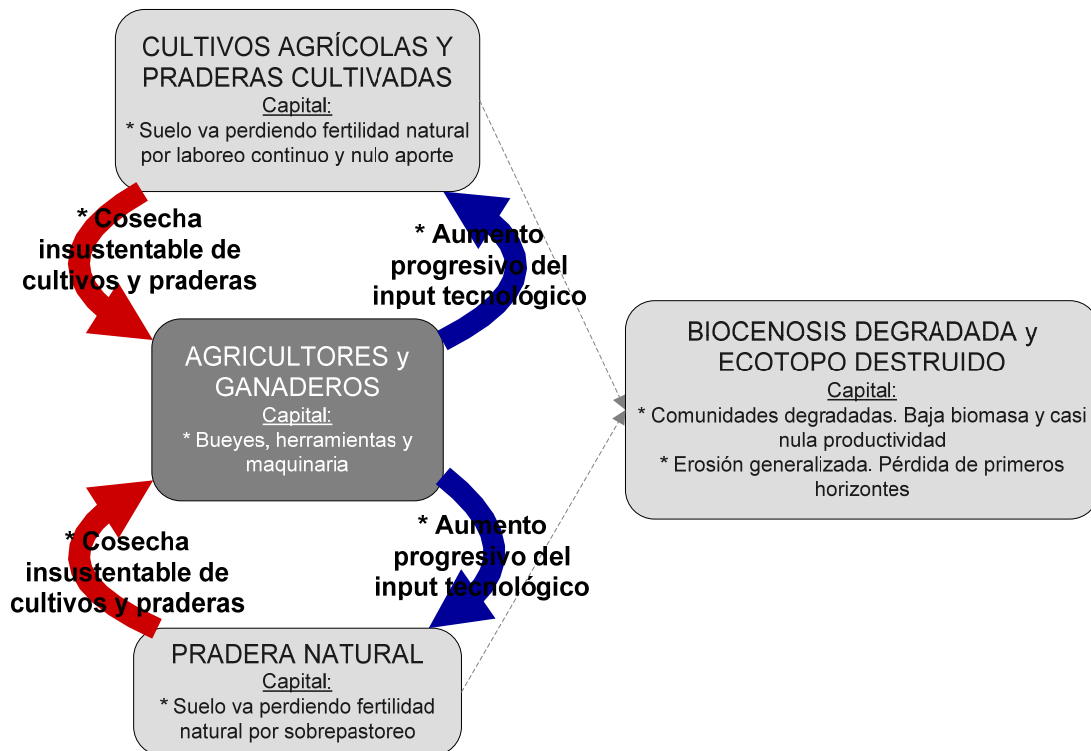 CULTIVOS AGRÍCOLAS Y
PRADERAS CULTIVADAS
Capital:
* Suelo va perdiendo fertilidad natural
por laboreo continuo y nulo aporte
* Cosecha
insustentable de
cultivos y praderas
* Aumento
progresivo del
input tecnológico
AGRICULTORES y
GANADEROS
Capital:
* Bueyes, herramientas y
maquinaria
BIOCENOSIS DEGRADADA y
ECOTOPO DESTRUIDO
Capital:
* Comunidades degradadas. Baja biomasa y casi
nula productividad
* Erosión generalizada. Pérdida de primeros
horizontes
* Cosecha
insustentable de
cultivos y praderas
* Aumento
progresivo del
input tecnológico
PRADERA NATURAL
Capital:
* Suelo va perdiendo fertilidad
natural por sobrepastoreo